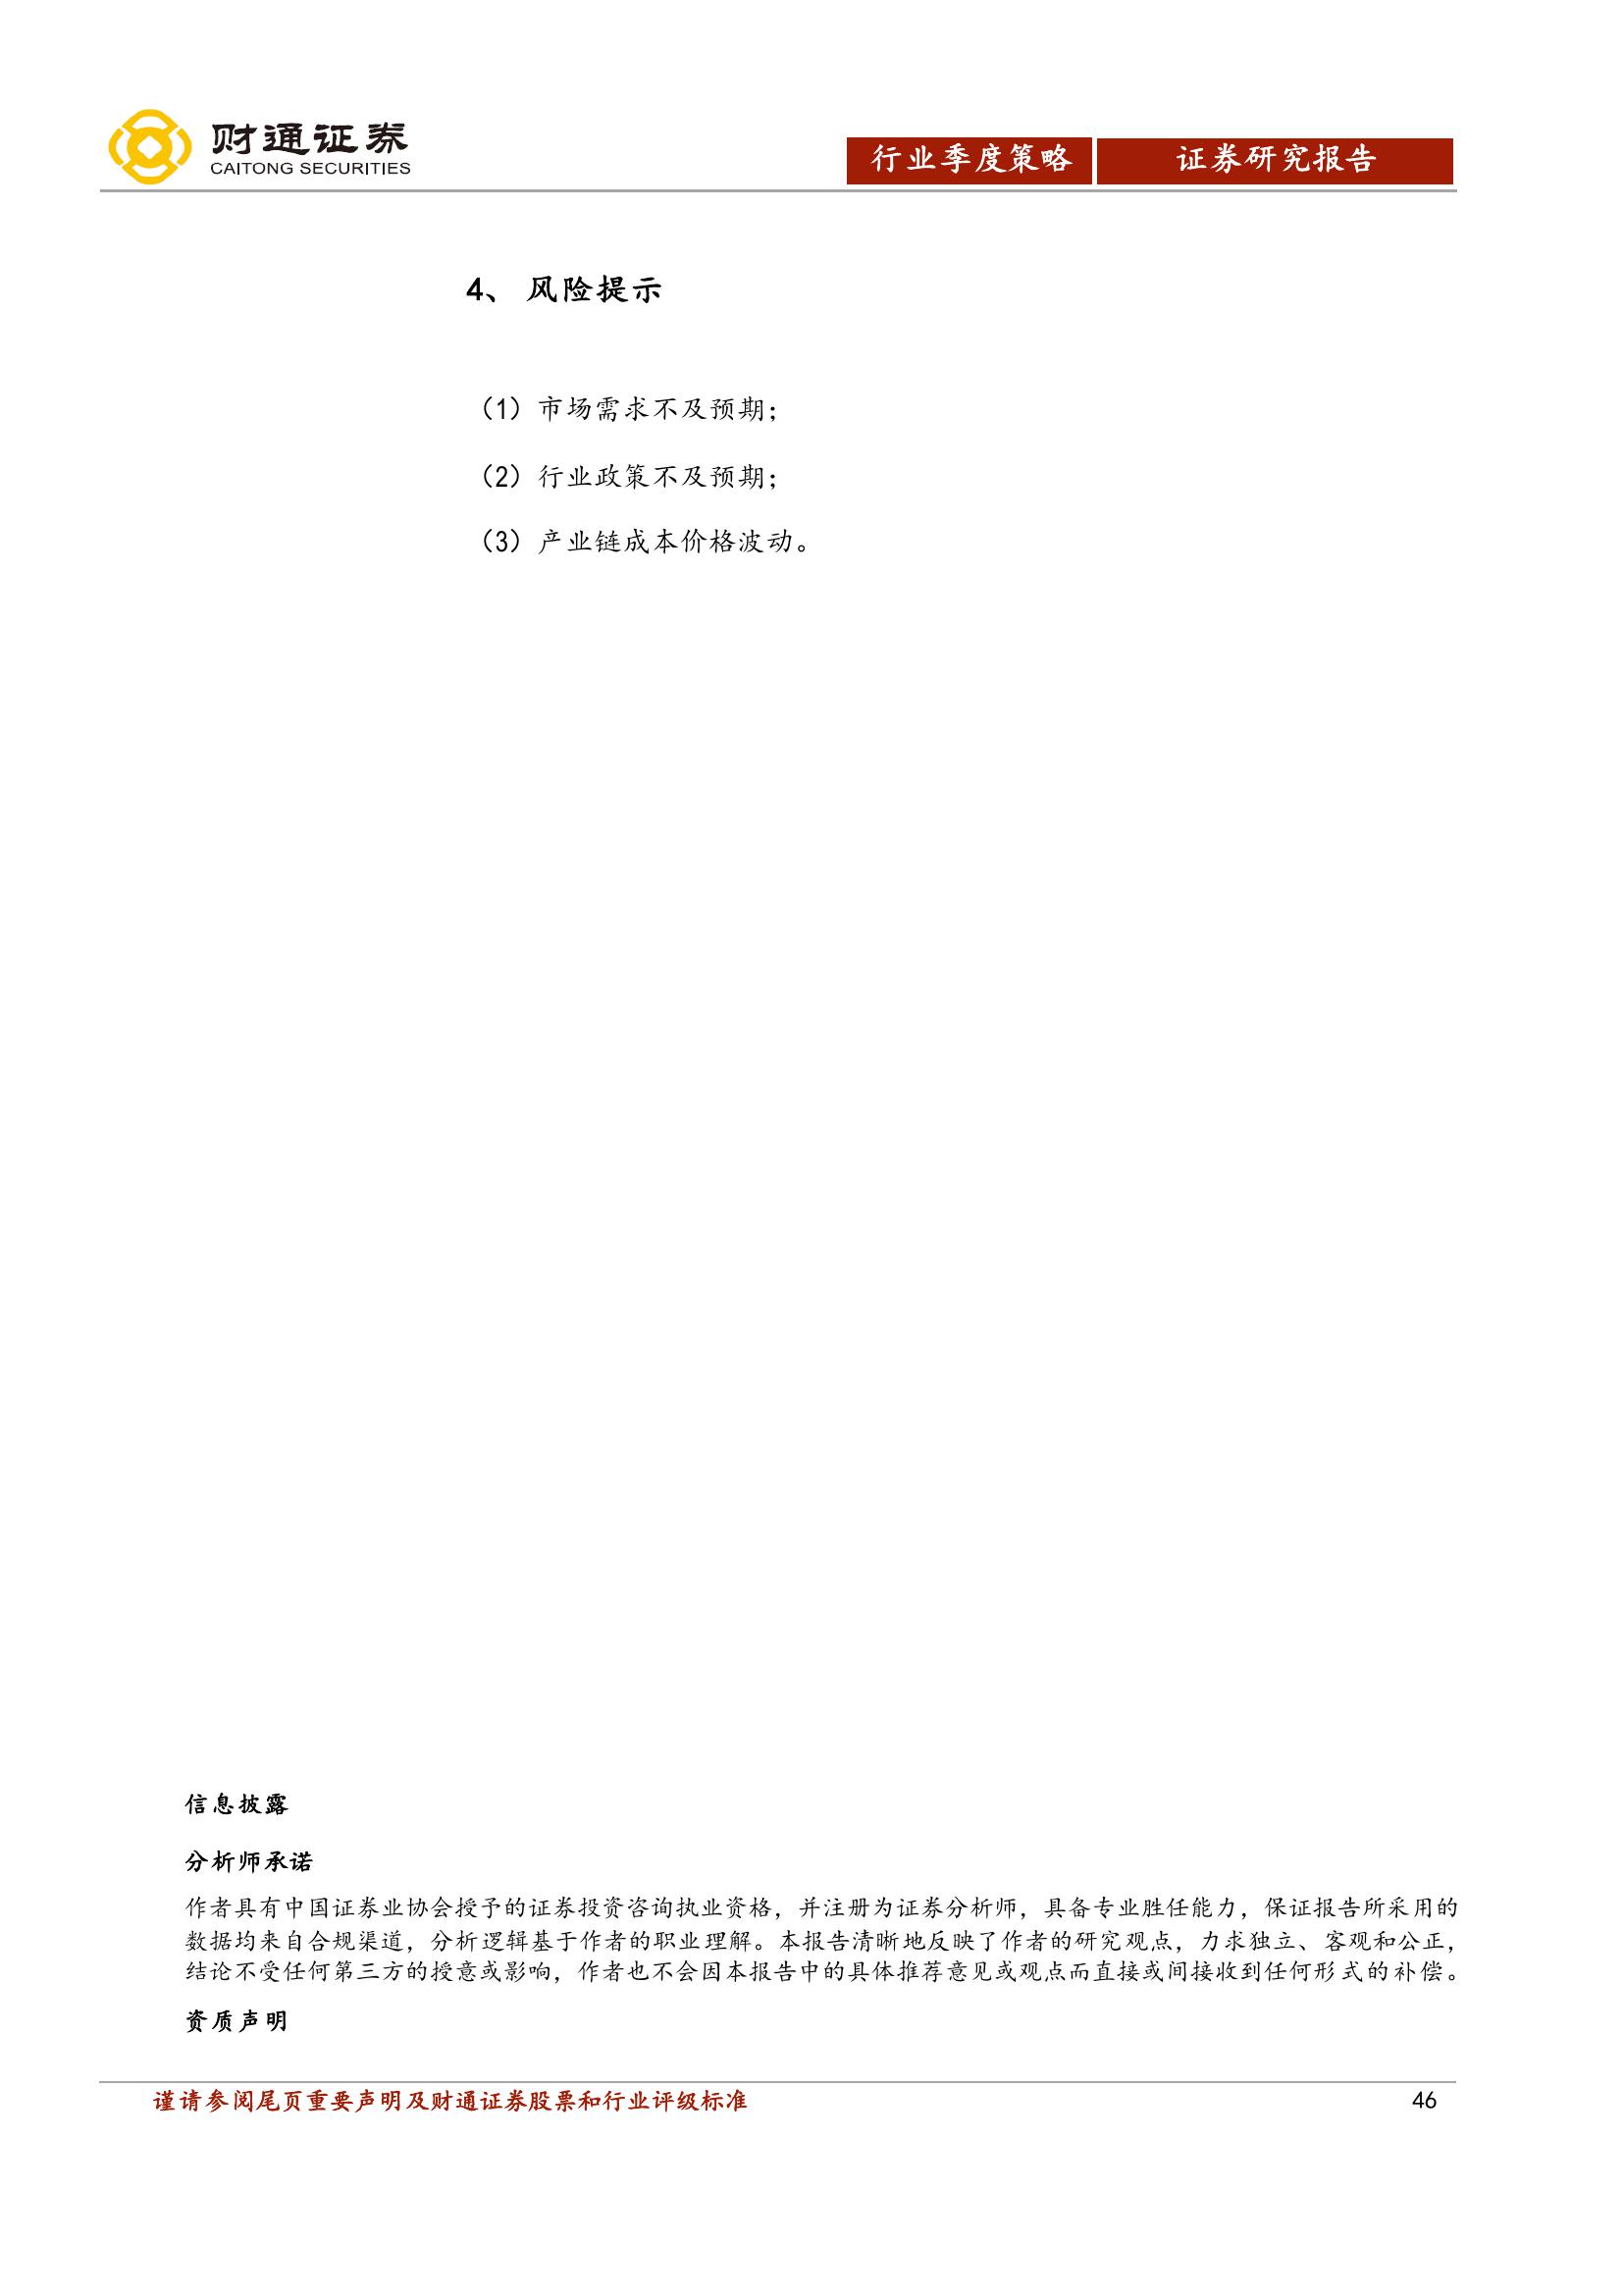 财通证券
CAITONG SECURITIES
行业季度策略 证券研究报告
4、 风险提示
（1）市场需求不及预期；
（2）行业政策不及预期；
（3）产业链成本价格波动。
信息披露
分析师承诺
作者具有中国证券业协会授予的证券投资咨询执业资格，并注册为证券分析师，具备专业胜任能力，保证报告所采用的
数据均来自合规渠道，分析逻辑基于作者的职业理解。本报告清晰地反映了作者的研究观点，力求独立、客观和公正，
结论不受任何第三方的授意或影响，作者也不会因本报告中的具体推荐意见或观点而直接或间接收到任何形式的补偿。
资质声明
谨请参阅尾页重要声明及财通证券股票和行业评级标准 46